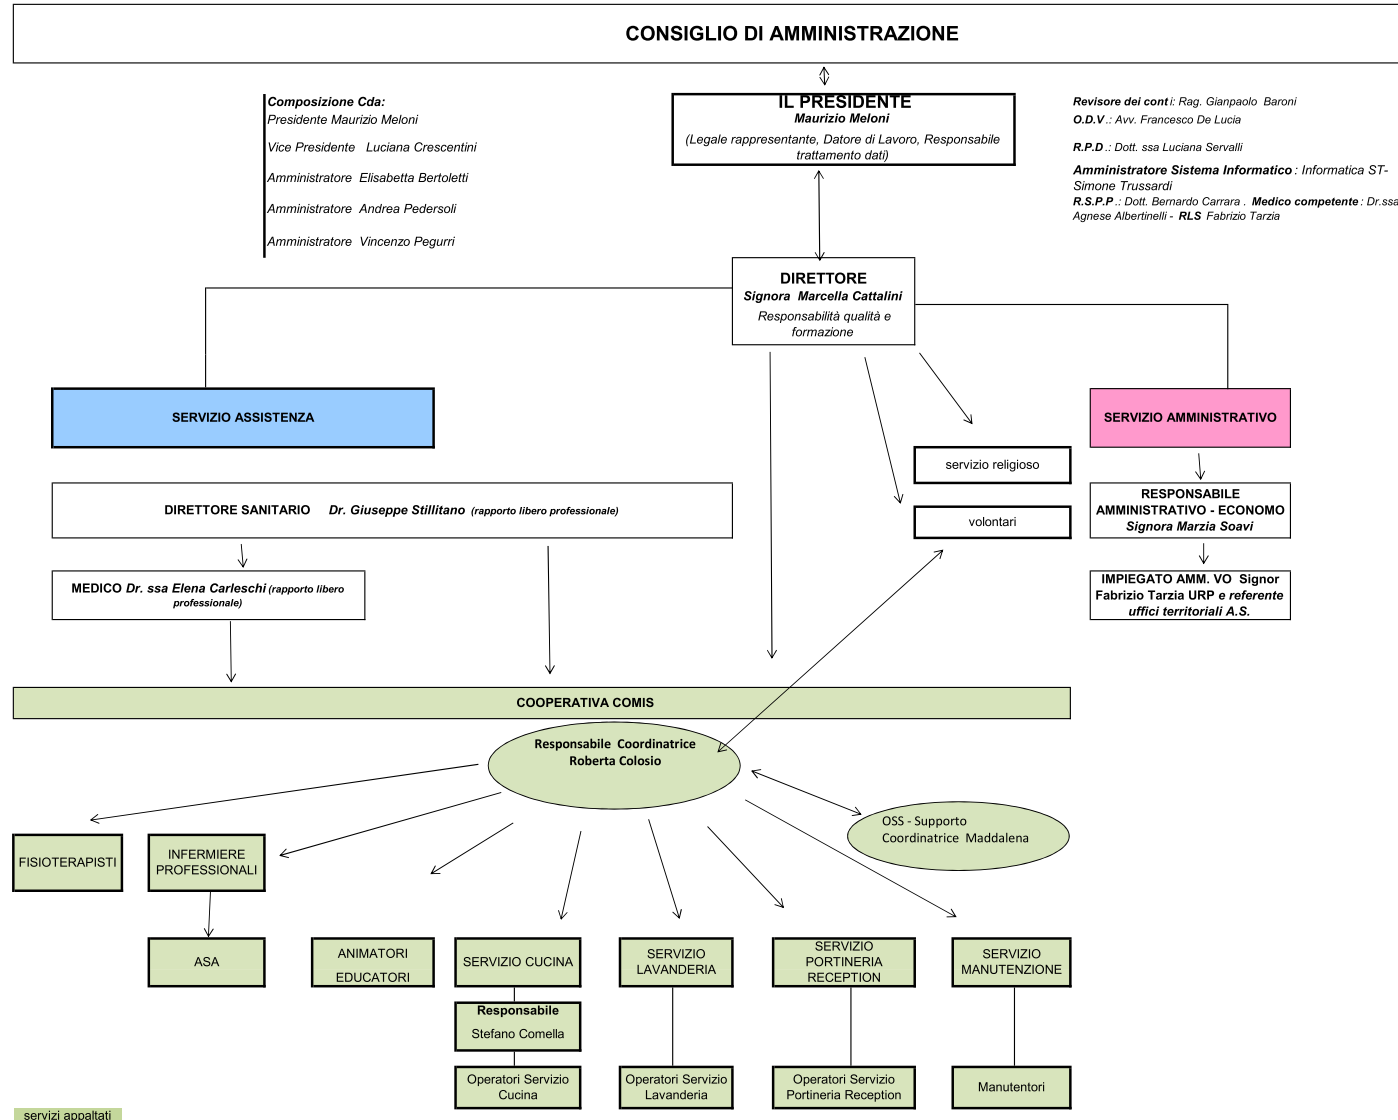 CONSIGLIO DI AMMINISTRAZIONE
Composizione Cda:
Presidente Maurizio Meloni
Vice Presidente Luciana Crescentini
Amministratore Elisabetta Bertoletti
Amministratore Andrea Pedersoli
Amministratore Vincenzo Pegurri
IL PRESIDENTE
Maurizio Meloni
(Legale rappresentante, Datore di Lavoro, Responsabile
trattamento dati)
Revisore dei conti: Rag. Gianpaolo Baroni
O.D.V.: Avv. Francesco De Lucia
R.P.D.: Dott. ssa Luciana Servalli
Amministratore Sistema Informatico: Informatica ST-
Simone Trussardi
R.S.P.P.: Dott. Bernardo Carrara. Medico competente: Dr.ssa
Agnese Albertinelli - RLS Fabrizio Tarzia
DIRETTORE
Signora Marcella Cattalini
Responsabilità qualità e
formazione
SERVIZIO ASSISTENZA
SERVIZIO AMMINISTRATIVO
servizio religioso
volontari
DIRETTORE SANITARIO Dr. Giuseppe Stillitano (rapporto libero professionale)
RESPONSABILE
AMMINISTRATIVO - ECONOMO
Signora Marzia Soavi
MEDICO Dr. ssa Elena Carleschi (rapporto libero
professionale)
IMPIEGATO AMM. VO Signor
Fabrizio Tarzia URP e referente
uffici territoriali A.S.
COOPERATIVA COMIS
Responsabile Coordinatrice
Roberta Colosio
OSS - Supporto
Coordinatrice Maddalena
FISIOTERAPISTI
INFERMIERE
PROFESSIONALI
ASA
ANIMATORI
EDUCATORI
SERVIZIO CUCINA
SERVIZIO
LAVANDERIA
SERVIZIO
PORTINERIA
RECEPTION
SERVIZIO
MANUTENZIONE
Responsabile
Stefano Comella
Operatori Servizio
Cucina
Operatori Servizio
Lavanderia
Operatori Servizio
Portineria Reception
Manutentori
servizi appaltati